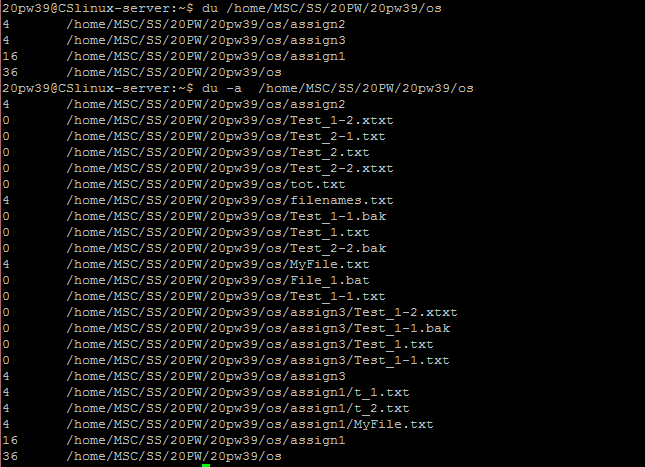 20pw39@CSlinux-server:~$ du /home/MSC/SS/20PW/20pw39/os
4       /home/MSC/SS/20PW/20pw39/os/assign2
4       /home/MSC/SS/20PW/20pw39/os/assign3
16      /home/MSC/SS/20PW/20pw39/os/assign1
36      /home/MSC/SS/20PW/20pw39/os
20pw39@CSlinux-server:~$ du -a  /home/MSC/SS/20PW/20pw39/os
4       /home/MSC/SS/20PW/20pw39/os/assign2
0       /home/MSC/SS/20PW/20pw39/os/Test_1-2.xtxt
0       /home/MSC/SS/20PW/20pw39/os/Test_2-1.txt
0       /home/MSC/SS/20PW/20pw39/os/Test_2.txt
0       /home/MSC/SS/20PW/20pw39/os/Test_2-2.xtxt
0       /home/MSC/SS/20PW/20pw39/os/tot.txt
4       /home/MSC/SS/20PW/20pw39/os/filenames.txt
0       /home/MSC/SS/20PW/20pw39/os/Test_1-1.bak
0       /home/MSC/SS/20PW/20pw39/os/Test_1.txt
0       /home/MSC/SS/20PW/20pw39/os/Test_2-2.bak
4       /home/MSC/SS/20PW/20pw39/os/MyFile.txt
0       /home/MSC/SS/20PW/20pw39/os/File_1.bat
0       /home/MSC/SS/20PW/20pw39/os/Test_1-1.txt
0       /home/MSC/SS/20PW/20pw39/os/assign3/Test_1-2.xtxt
0       /home/MSC/SS/20PW/20pw39/os/assign3/Test_1-1.bak
0       /home/MSC/SS/20PW/20pw39/os/assign3/Test_1.txt
0       /home/MSC/SS/20PW/20pw39/os/assign3/Test_1-1.txt
4       /home/MSC/SS/20PW/20pw39/os/assign3
4       /home/MSC/SS/20PW/20pw39/os/assign1/t_1.txt
4       /home/MSC/SS/20PW/20pw39/os/assign1/t_2.txt
4       /home/MSC/SS/20PW/20pw39/os/assign1/MyFile.txt
16      /home/MSC/SS/20PW/20pw39/os/assign1
36      /home/MSC/SS/20PW/20pw39/os